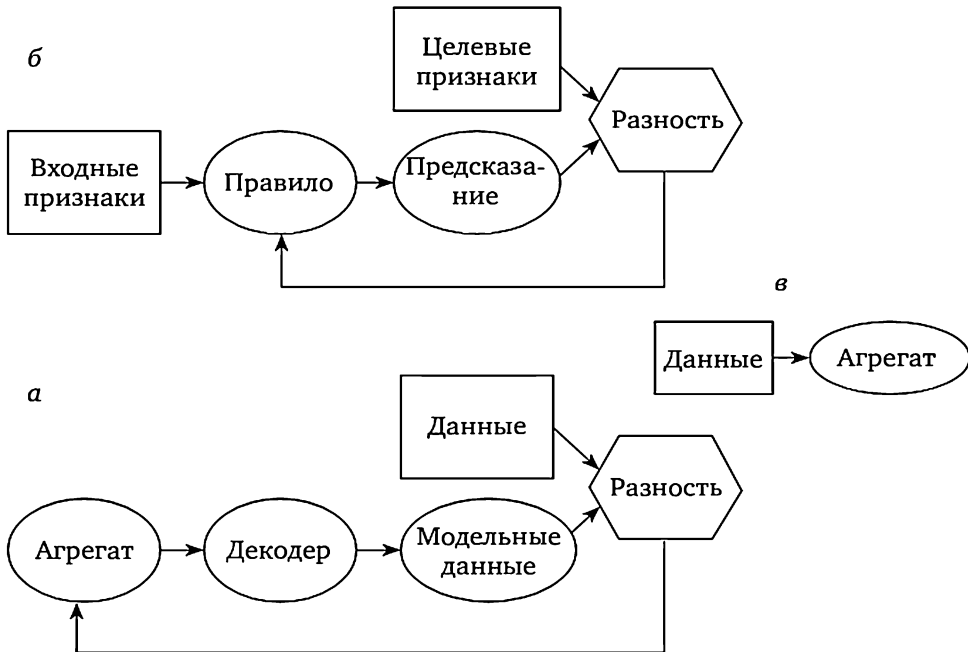 б
Целевые
признаки
Разность
Входные
признаки
Правило
Предсказа-
ние
в
Данные
Агрегат
а
Данные
Разность
Агрегат
Декодер
Модельные
данные